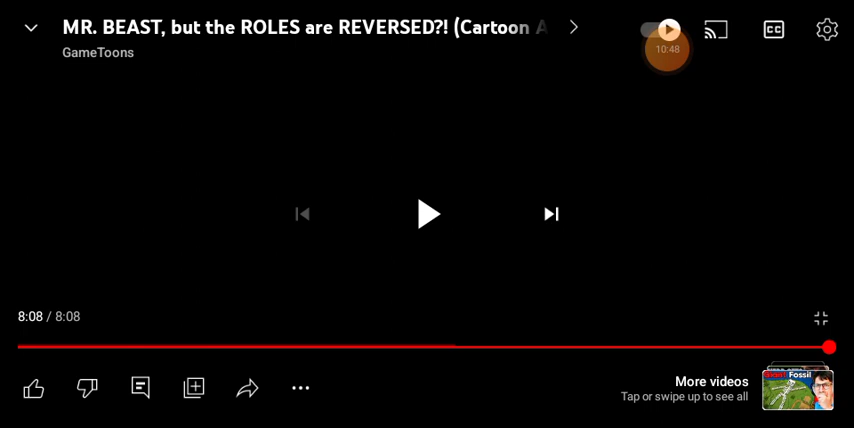 MR. BEAST, but the ROLES are REVERSED?! (Cartoon A
GameToons
10:48
CC
8:08 / 8:08
More videos
Tap or swipe up to see all
Fossil